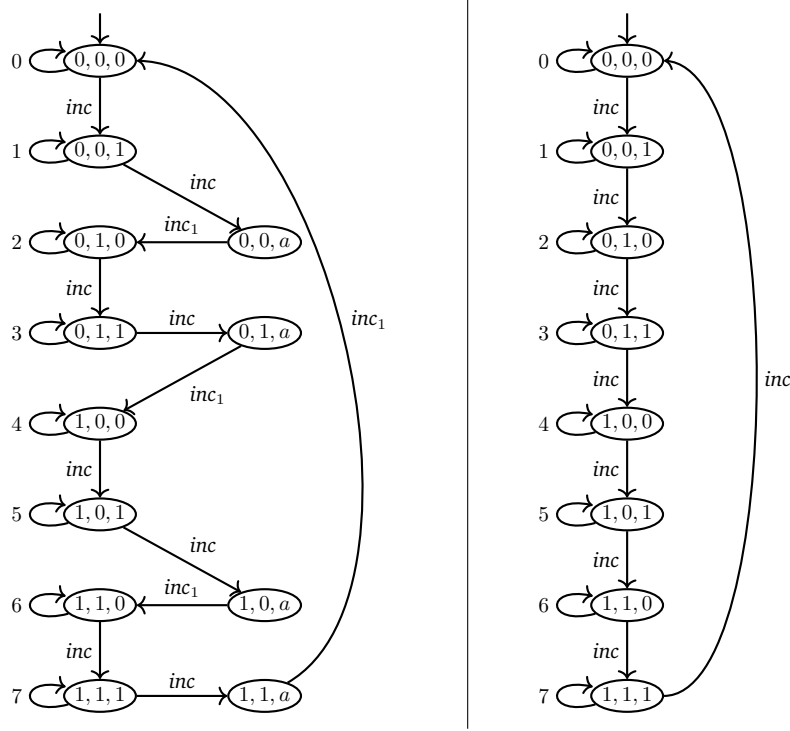 0 0, 0, 0
inc
1 0, 0, 1
inc
2 0, 1, 0 inc₁ 0, 0, a
inc
3 0, 1, 1 inc 0, 1, a
inc₁
inc₁
4 1, 0, 0
inc
5 1, 0, 1
inc
6 1, 1, 0 inc₁ 1, 0, a
inc
7 1, 1, 1 inc 1, 1, a
0 0, 0, 0
inc
1 0, 0, 1
inc
2 0, 1, 0
inc
3 0, 1, 1
inc
inc
4 1, 0, 0
inc
5 1, 0, 1
inc
6 1, 1, 0
inc
7 1, 1, 1